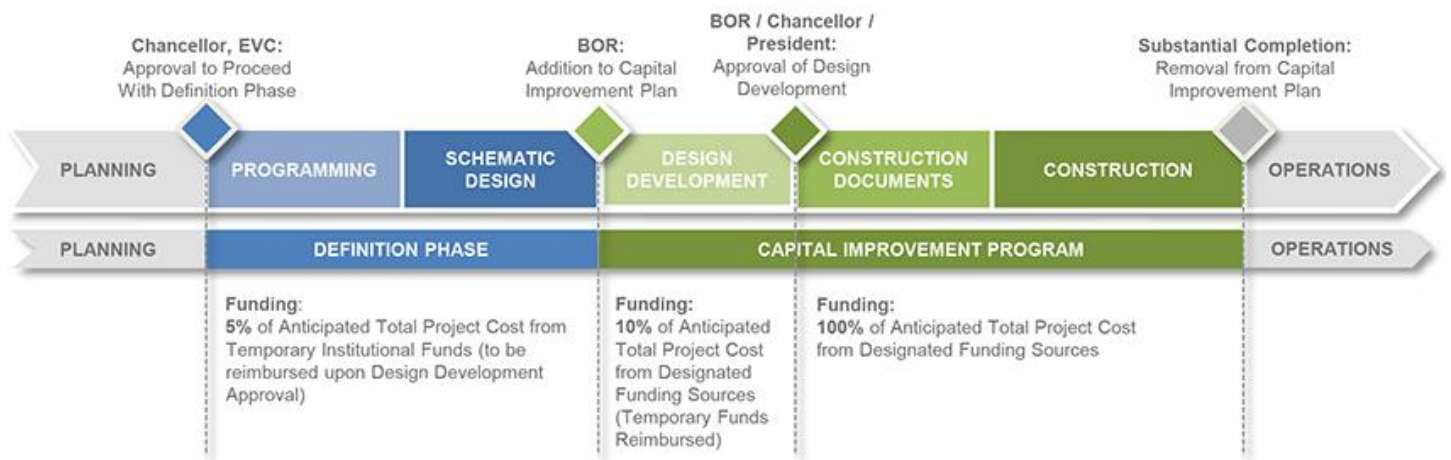 Chancellor, EVC:
Approval to Proceed
With Definition Phase
BOR:
Addition to Capital
Improvement Plan
BOR / Chancellor /
President:
Approval of Design
Development
Substantial Completion:
Removal from Capital
Improvement Plan
PLANNING
PROGRAMMING
SCHEMATIC
DESIGN
DESIGN
DEVELOPMENT
CONSTRUCTION
DOCUMENTS
CONSTRUCTION
OPERATIONS
PLANNING
DEFINITION PHASE
CAPITAL IMPROVEMENT PROGRAM
OPERATIONS
Funding:
5% of Anticipated Total Project Cost from
Temporary Institutional Funds (to be
reimbursed upon Design Development
Approval)
Funding:
10% of Anticipated
Total Project Cost
from Designated
Funding Sources
(Temporary Funds
Reimbursed)
Funding:
100% of Anticipated Total Project Cost
from Designated Funding Sources